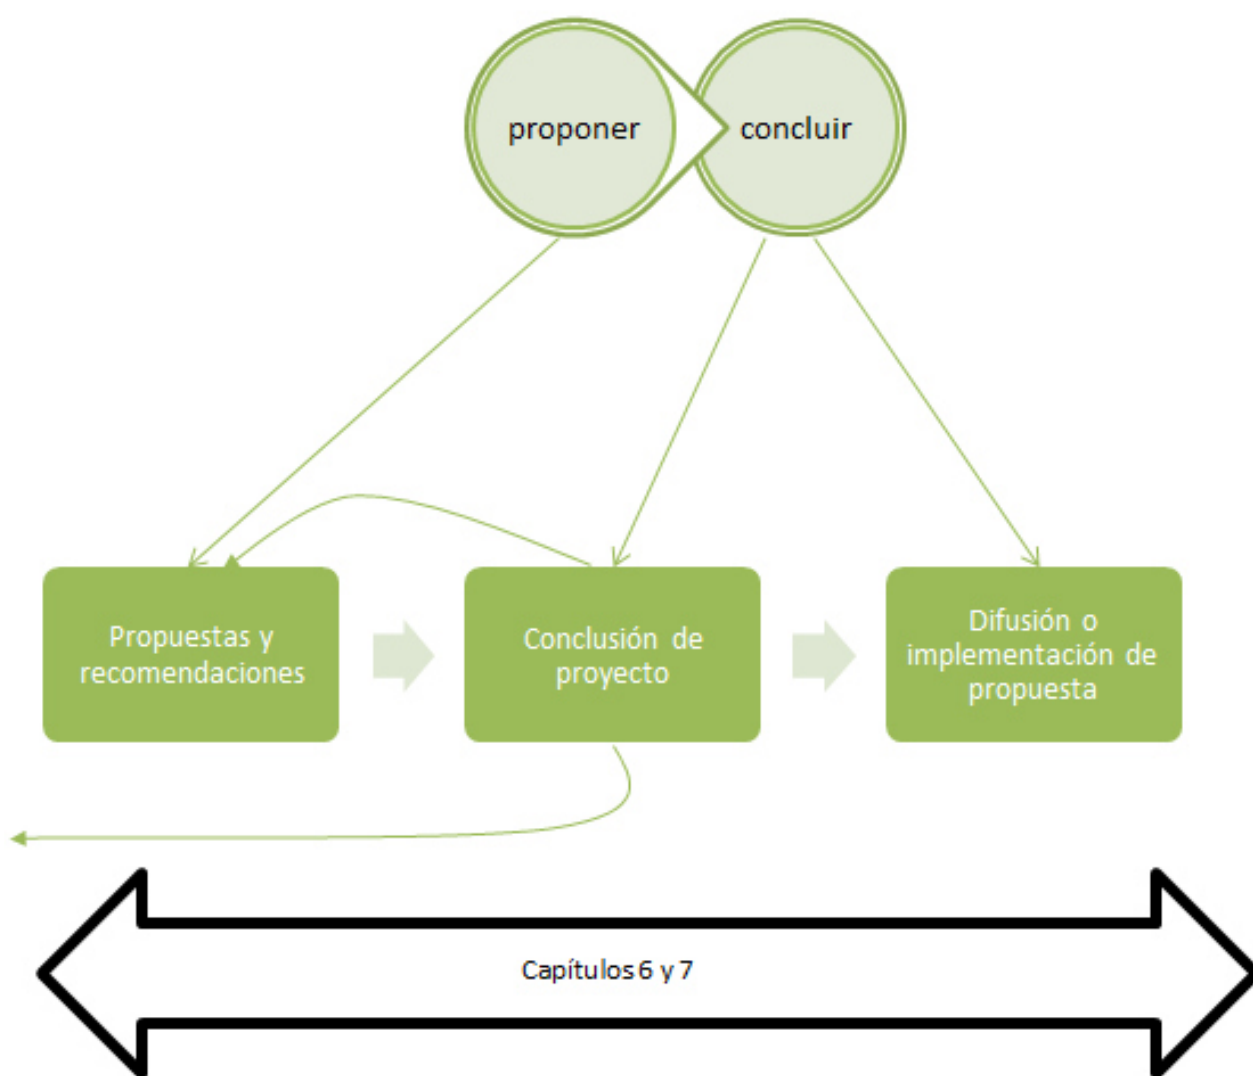 proponer
concluir
Propuestas y
recomendaciones
Conclusión de
proyecto
Difusión o
implementación de
propuesta
Capítulos 6 y 7